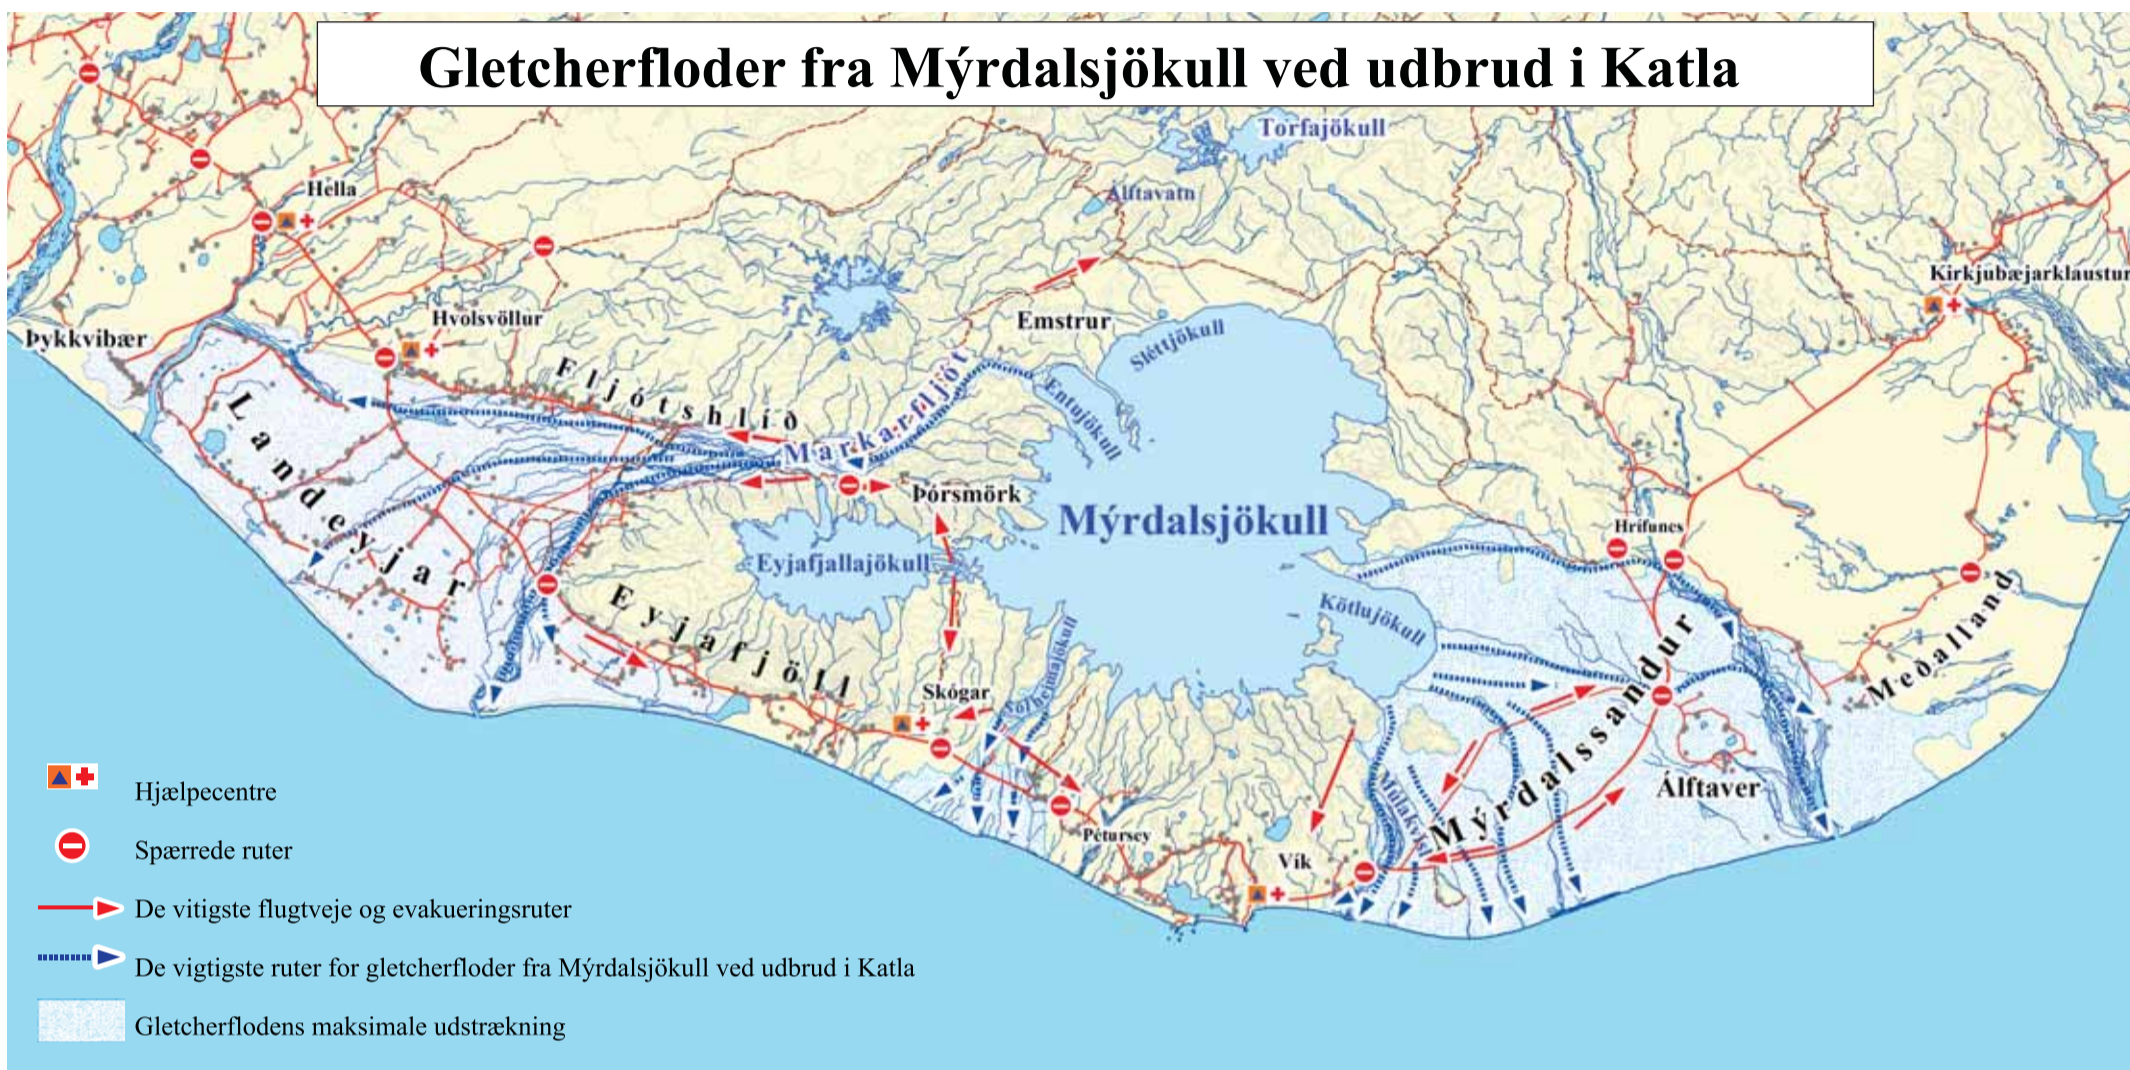 Gletcherfloder fra Mýrdalsjökull ved udbrud i Katla
Torfajökull
Álftavatn
Hella
Kirkjubæjarklaustur
Hvolsvöllur
Emstrur
Sléttjökull
Þykkvibær
Fljótshlíð
Markarfljót
Entujökull
Landeyjar
Þórsmörk
Mýrdalsjökull
Hrífunes
Eyjafjallajökull
Eyjafjöll
Kötlujökull
Meðalland
Skógar
Sólheimajökull
Mýrdalssandur
Álftaver
Múlakvísl
Pétursey
Vík
Hjælpecentre
Spærrede ruter
De vitigste flugtveje og evakueringsruter
De vigtigste ruter for gletcherfloder fra Mýrdalsjökull ved udbrud i Katla
Gletcherflodens maksimale udstrækning